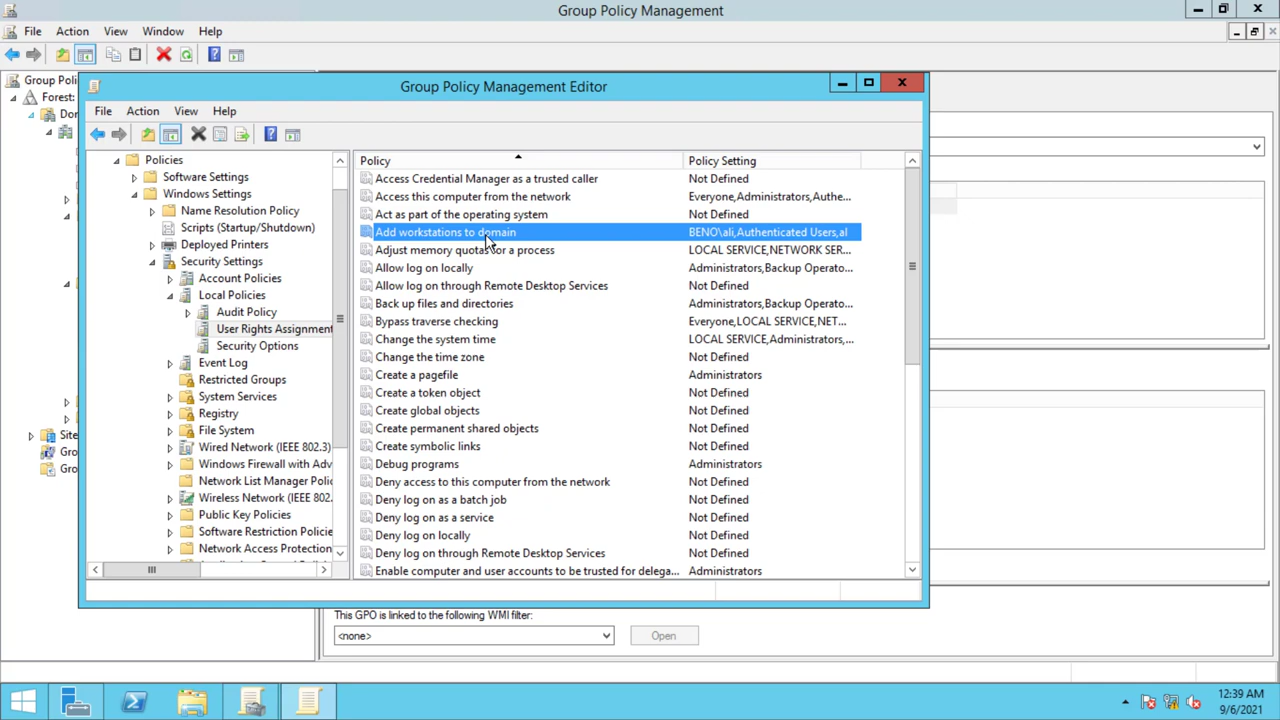 Group Policy Management
File Action View Window Help
Group Poli
Forest:
Dor
Site
Gro
Gro
Group Policy Management Editor
File Action View Help
Policies
Software Settings
Windows Settings
Name Resolution Policy
Scripts (Startup/Shutdown)
Deployed Printers
Security Settings
Account Policies
Local Policies
Audit Policy
User Rights Assignment
Security Options
Event Log
Restricted Groups
System Services
Registry
File System
Wired Network (IEEE 802.3)
Windows Firewall with Adv
Network List Manager Polic
Wireless Network (IEEE 802.
Public Key Policies
Software Restriction Policie
Network Access Protection
Policy Policy Setting
Access Credential Manager as a trusted caller Not Defined
Access this computer from the network Everyone,Administrators,Authe...
Act as part of the operating system Not Defined
Add workstations to domain BENO\ali,Authenticated Users,al
Adjust memory quotas for a process LOCAL SERVICE,NETWORK SER...
Allow log on locally Administrators,Backup Operato...
Allow log on through Remote Desktop Services Not Defined
Back up files and directories Administrators,Backup Operato...
Bypass traverse checking Everyone,LOCAL SERVICE,NET...
Change the system time LOCAL SERVICE,Administrators,...
Change the time zone Not Defined
Create a pagefile Administrators
Create a token object Not Defined
Create global objects Not Defined
Create permanent shared objects Not Defined
Create symbolic links Not Defined
Debug programs Administrators
Deny access to this computer from the network Not Defined
Deny log on as a batch job Not Defined
Deny log on as a service Not Defined
Deny log on locally Not Defined
Deny log on through Remote Desktop Services Not Defined
Enable computer and user accounts to be trusted for delega... Administrators
This GPO is linked to the following WMI filter:
<none> Open
12:39 AM
9/6/2021